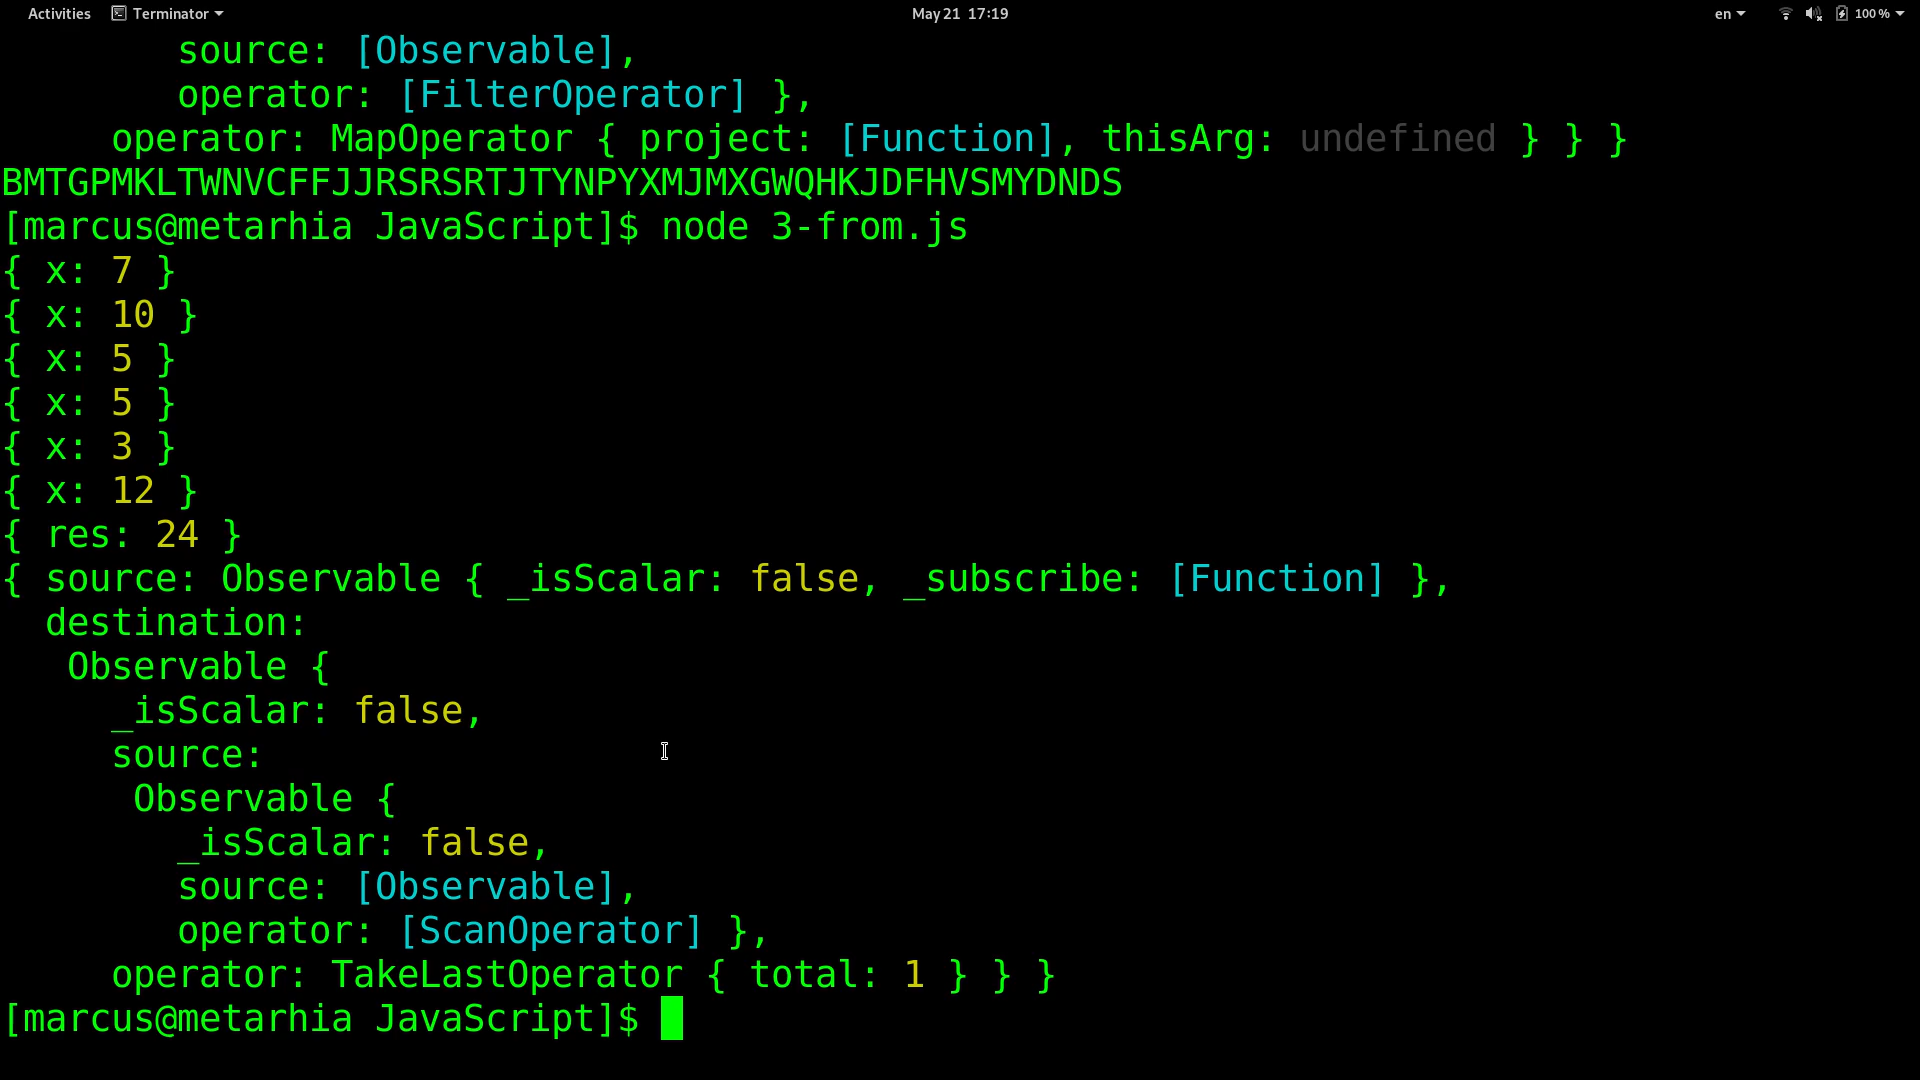 Activities Terminator May 21 17:19 en 100 %
source: [Observable],
operator: [FilterOperator] },
operator: MapOperator { project: [Function], thisArg: undefined } } }
BMTGPMKLTWNVCFFJJRSRSRTJTYNPYXMJMXGWQHKJDFHVSMYDNDS
[marcus@metarhia JavaScript]$ node 3-from.js
{ x: 7 }
{ x: 10 }
{ x: 5 }
{ x: 5 }
{ x: 3 }
{ x: 12 }
{ res: 24 }
{ source: Observable { _isScalar: false, _subscribe: [Function] },
destination:
Observable {
_isScalar: false,
source:
Observable {
_isScalar: false,
source: [Observable],
operator: [ScanOperator] },
operator: TakeLastOperator { total: 1 } } }
[marcus@metarhia JavaScript]$